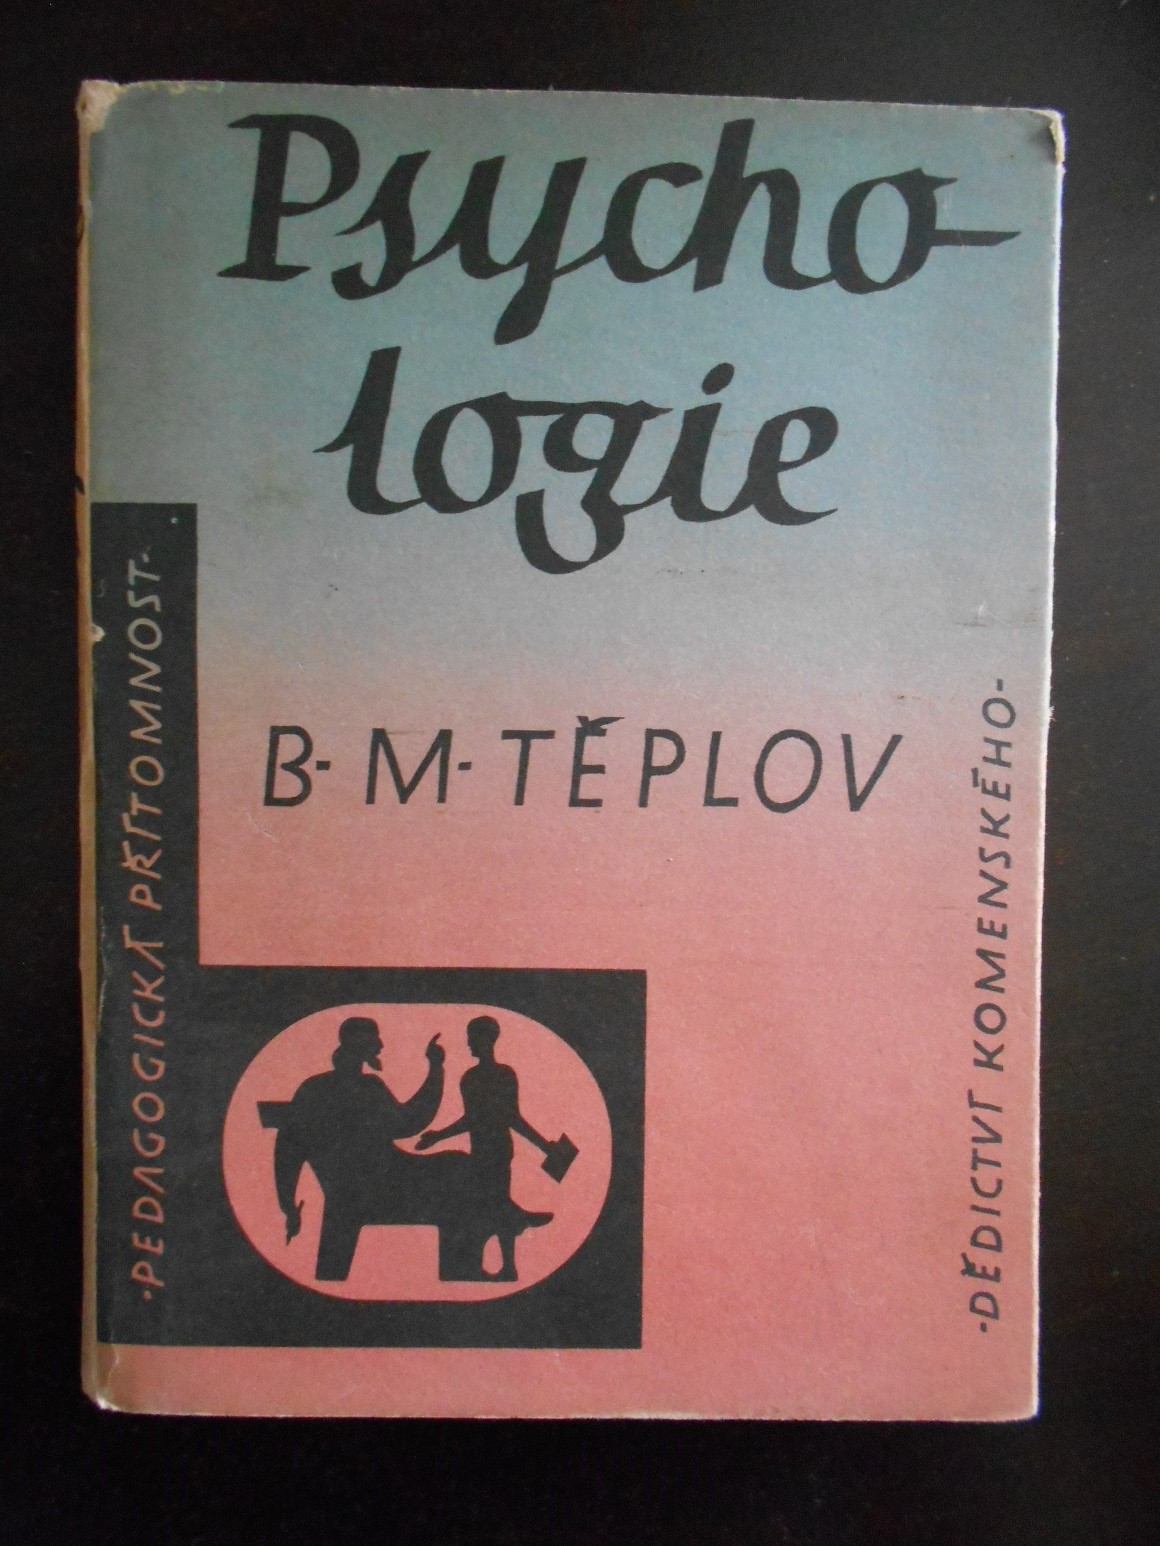 Psycho-
logie
B. M. TĚPLOV
·PEDAGOGICKÁ PŘÍTOMNOST·
·DĚDICTVÍ KOMENSKÉHO·